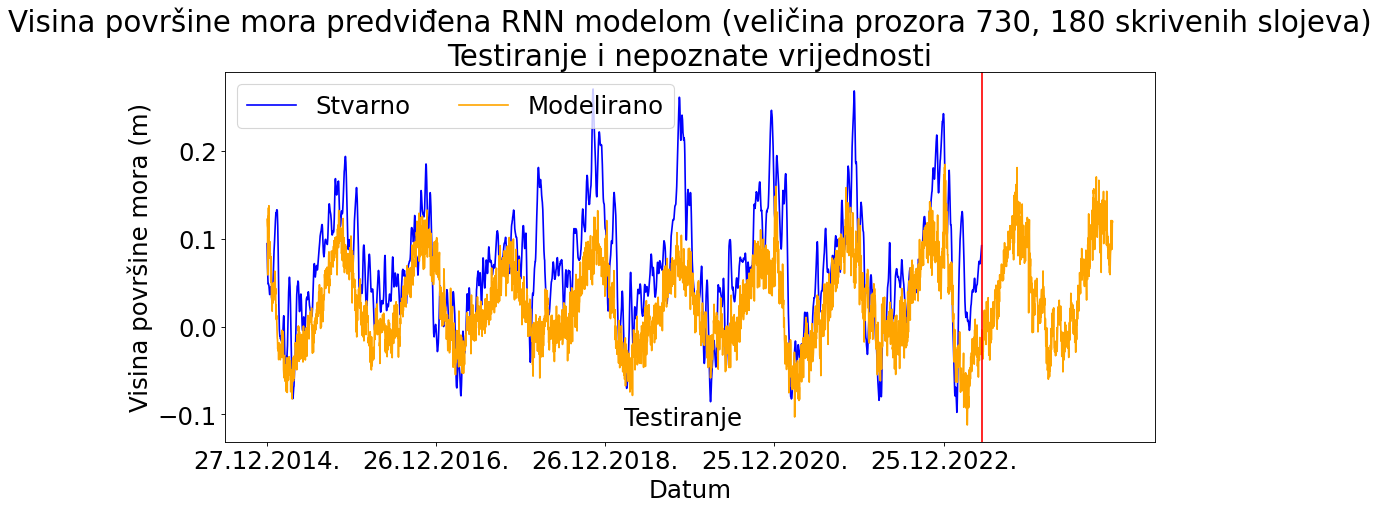 Visina površine mora predviđena RNN modelom (veličina prozora 730, 180 skrivenih slojeva)
Testiranje i nepoznate vrijednosti
Stvarno Modelirano
Visina površine mora (m)
0.2
0.1
0.0
−0.1
Testiranje
27.12.2014. 26.12.2016. 26.12.2018. 25.12.2020. 25.12.2022.
Datum